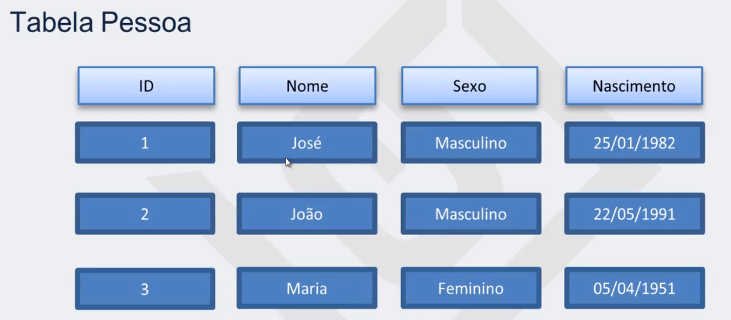 Tabela Pessoa
ID Nome Sexo Nascimento
1 José Masculino 25/01/1982
2 João Masculino 22/05/1991
3 Maria Feminino 05/04/1951